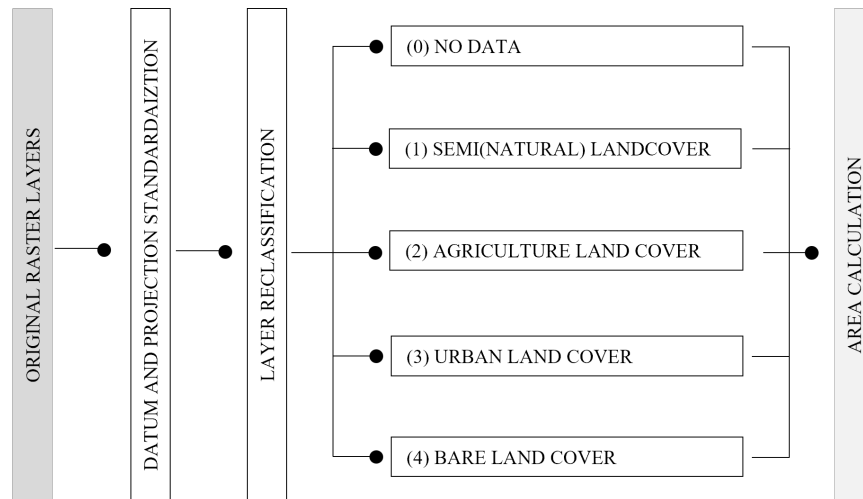 ORIGINAL RASTER LAYERS
DATUM AND PROJECTION STANDARDAIZTION
LAYER RECLASSIFICATION
(0) NO DATA
(1) SEMI(NATURAL) LANDCOVER
(2) AGRICULTURE LAND COVER
(3) URBAN LAND COVER
(4) BARE LAND COVER
AREA CALCULATION